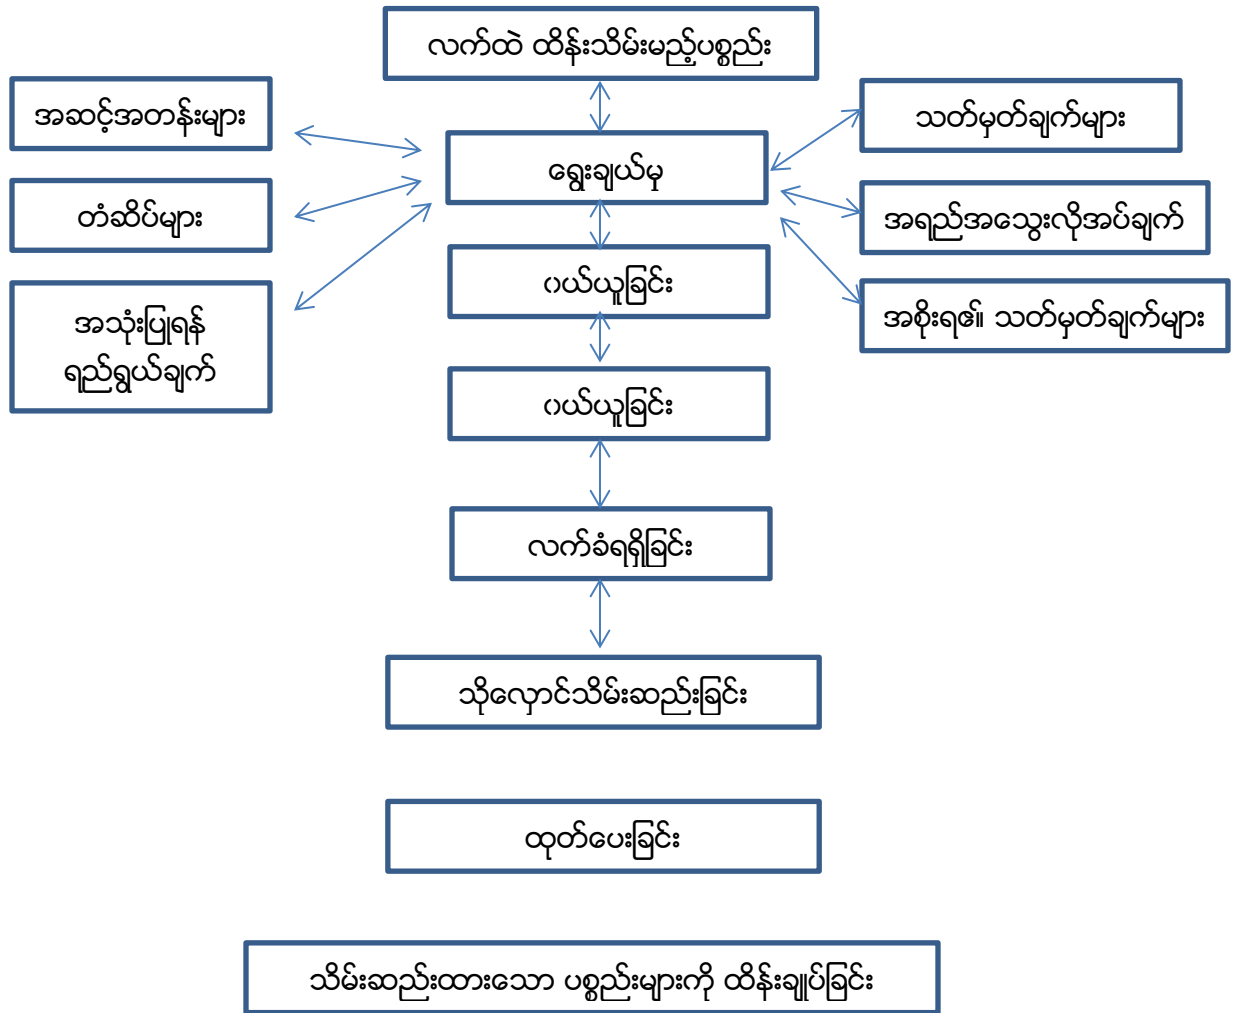 လက်ထဲ ထိန်းသိမ်းမည့်ပစ္စည်း
အဆင့်အတန်းများ
သတ်မှတ်ချက်များ
ရွေးချယ်မှု
တံဆိပ်များ
အရည်အသွေးလိုအပ်ချက်
ဝယ်ယူခြင်း
အသုံးပြုရန်
ရည်ရွယ်ချက်
အစိုးရ၏ သတ်မှတ်ချက်များ
ဝယ်ယူခြင်း
လက်ခံရရှိခြင်း
သိုလှောင်သိမ်းဆည်းခြင်း
ထုတ်ပေးခြင်း
သိမ်းဆည်းထားသော ပစ္စည်းများကို ထိန်းချုပ်ခြင်း